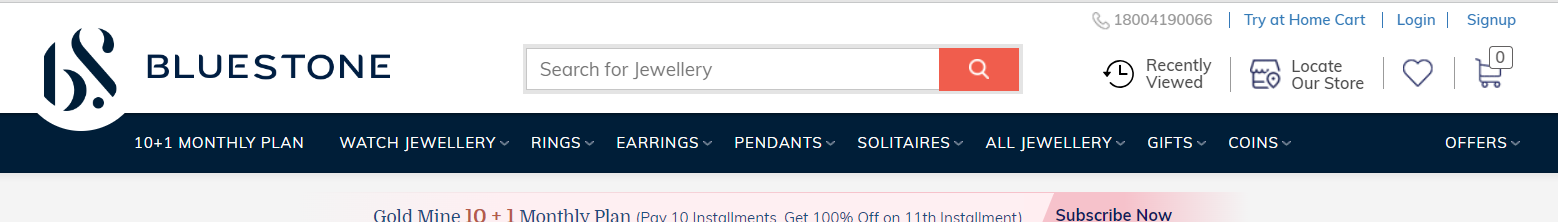 18004190066 | Try at Home Cart | Login | Signup
BLUESTONE
Search for Jewellery
Recently
Viewed
Locate
Our Store
0
10+1 MONTHLY PLAN WATCH JEWELLERY RINGS EARRINGS PENDANTS SOLITAIRES ALL JEWELLERY GIFTS COINS OFFERS
Gold Mine 10 + 1 Monthly Plan (Pay 10 Installments, Get 100% Off on 11th Installment) Subscribe Now